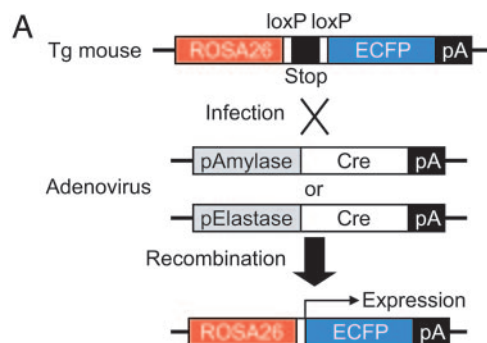 A
loxP loxP
Tg mouse ROSA26 ECFP pA
Stop
Infection
pAmylase Cre pA
Adenovirus or
pElastase Cre pA
Recombination
Expression
ROSA26 ECFP pA